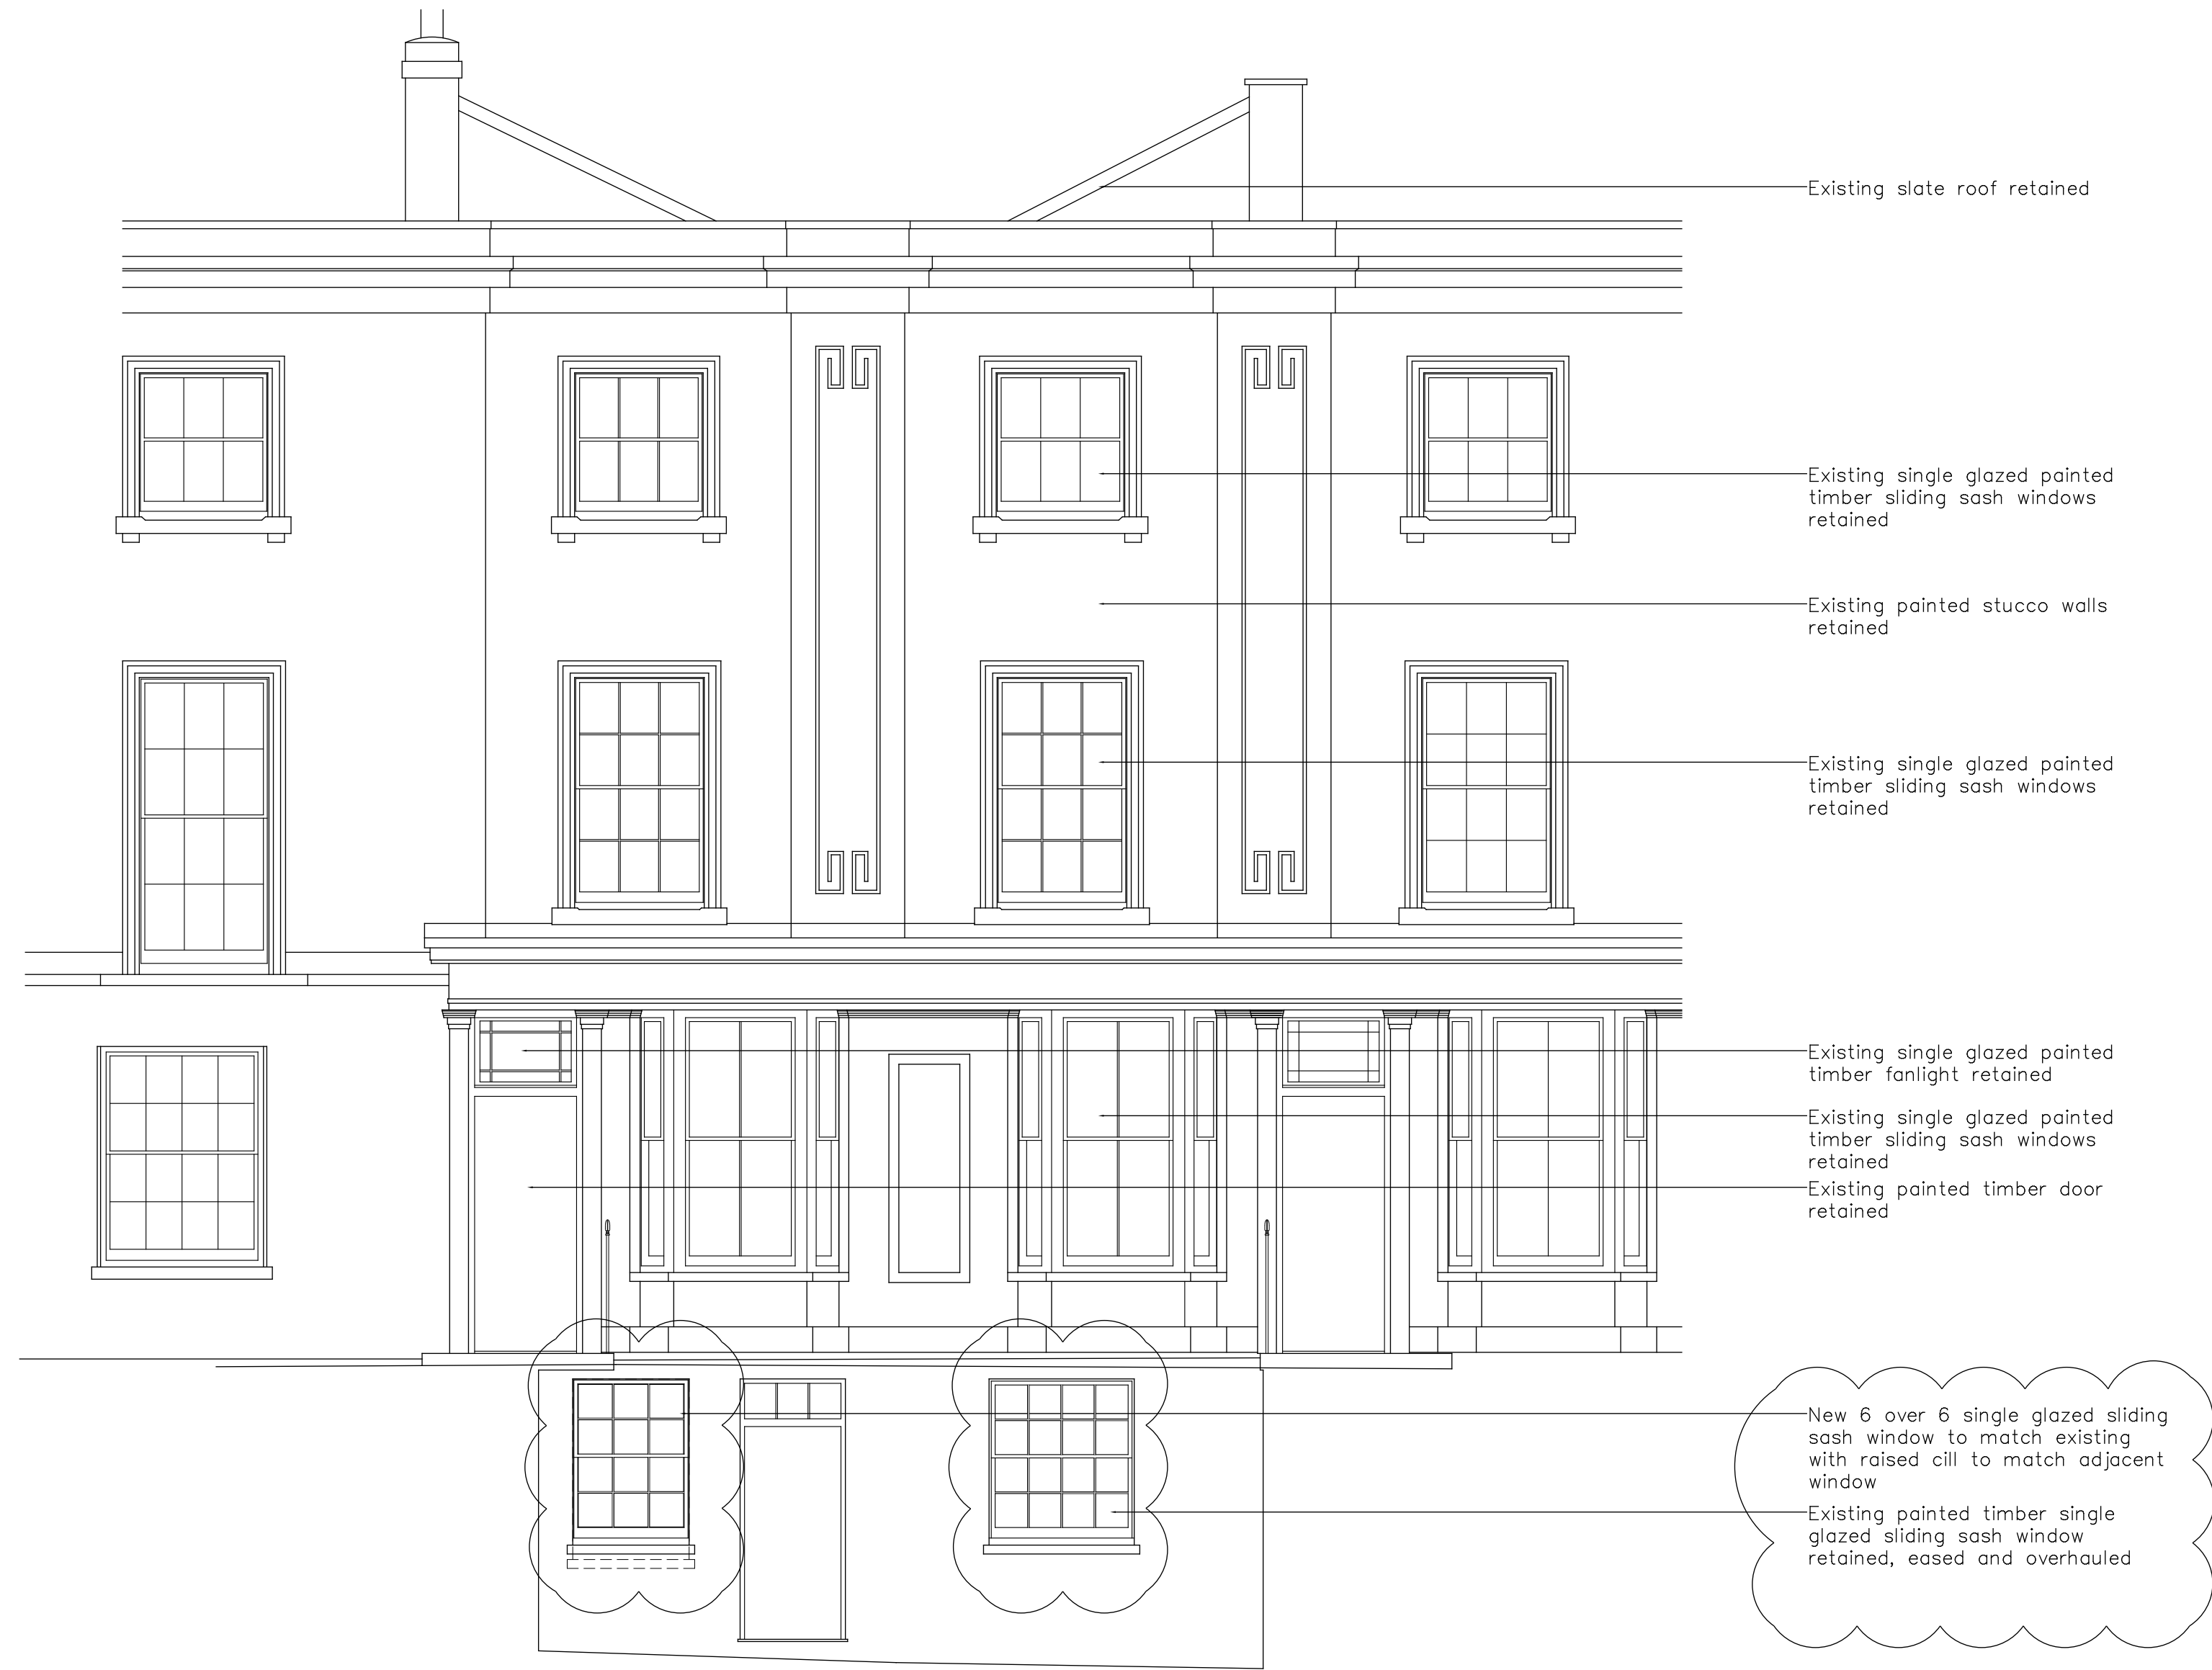 Existing slate roof retained
Existing single glazed painted
timber sliding sash windows
retained
Existing painted stucco walls
retained
Existing single glazed painted
timber sliding sash windows
retained
Existing single glazed painted
timber fanlight retained
Existing single glazed painted
timber sliding sash windows
retained
Existing painted timber door
retained
New 6 over 6 single glazed sliding
sash window to match existing
with raised cill to match adjacent
window
Existing painted timber single
glazed sliding sash window
retained, eased and overhauled